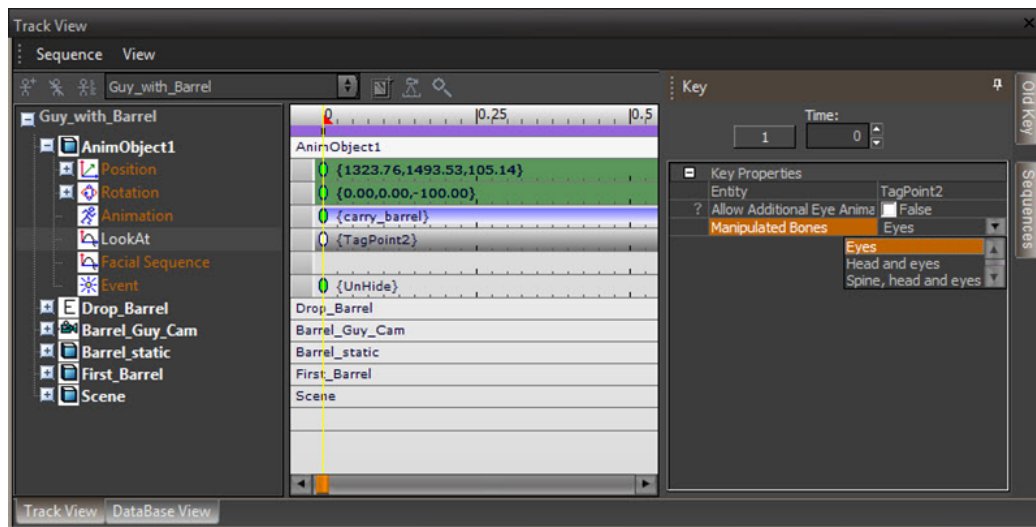 Track View
Sequence View
Guy_with_Barrel
Guy_with_Barrel
AnimObject1
Position
Rotation
Animation
LookAt
Facial Sequence
Event
Drop_Barrel
Barrel_Guy_Cam
Barrel_static
First_Barrel
Scene
0 0.25 0.5
AnimObject1
{1323.76,1493.53,105.14}
{0.00,0.00,-100.00}
{carry_barrel}
{TagPoint2}
{UnHide}
Drop_Barrel
Barrel_Guy_Cam
Barrel_static
First_Barrel
Scene
Key
Time:
1 0
Key Properties
Entity TagPoint2
? Allow Additional Eye Anima False
Manipulated Bones Eyes
Eyes
Head and eyes
Spine, head and eyes
Old Key
Sequences
Track View DataBase View